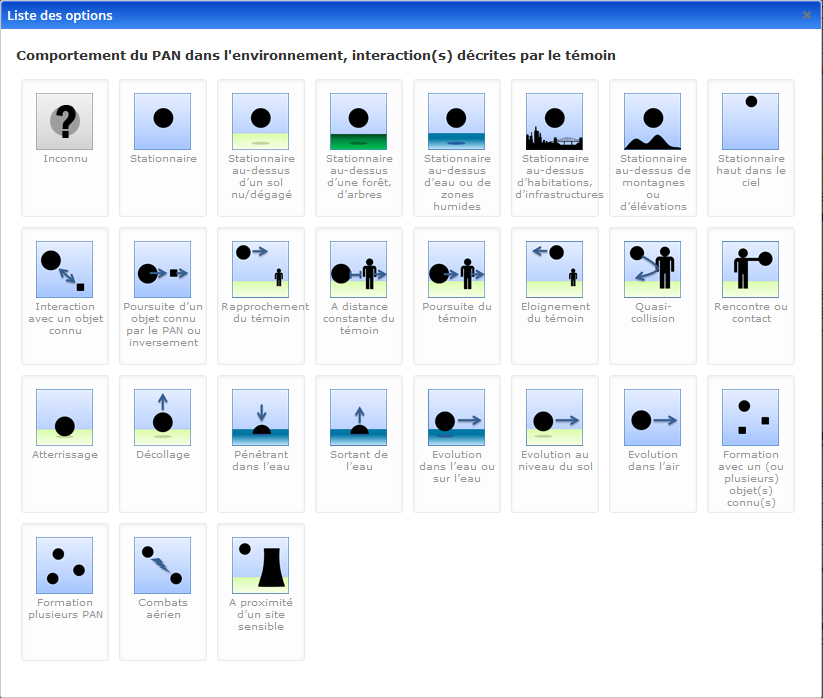 Liste des options
Comportement du PAN dans l'environnement, interaction(s) décrites par le témoin
?
Inconnu
Stationnaire
Stationnaire
au-dessus
d'un sol
nu/dégagé
Stationnaire
au-dessus
d'une forêt,
d'arbres
Stationnaire
au-dessus
d'eau ou de
zones
humides
Stationnaire
au-dessus
d'habitations,
d'infrastructures
Stationnaire
au-dessus de
montagnes
ou
d'élévations
Stationnaire
haut dans le
ciel
Interaction
avec un objet
connu
Poursuite d'un
objet connu
par le PAN ou
inversement
Rapprochement
du témoin
A distance
constante du
témoin
Poursuite du
témoin
Eloignement
du témoin
Quasi-
collision
Rencontre ou
contact
Atterrissage
Décollage
Pénétrant
dans l'eau
Sortant de
l'eau
Evolution
dans l'eau ou
sur l'eau
Evolution au
niveau du sol
Evolution
dans l'air
Formation
avec un (ou
plusieurs)
objet(s)
connu(s)
Formation
plusieurs PAN
Combats
aérien
A proximité
d'un site
sensible